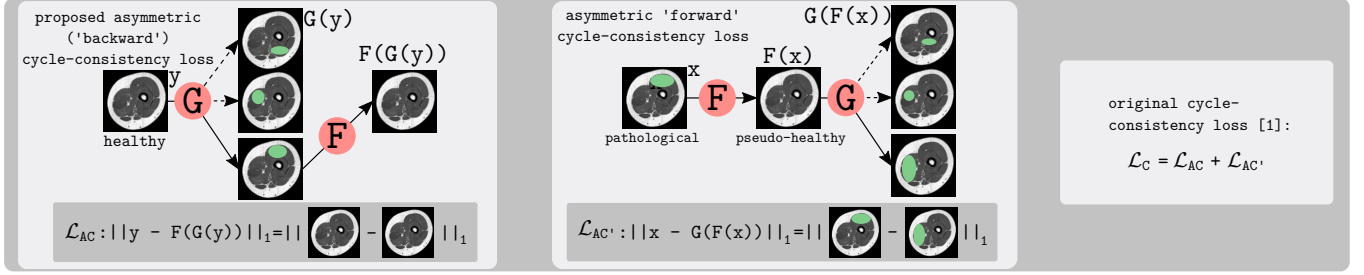 proposed asymmetric
('backward')
cycle-consistency loss
y
G
healthy
G(y)
F
F(G(y))
ℒAC:||y - F(G(y))||1=|| - ||1
asymmetric 'forward'
cycle-consistency loss
x
F
pathological
F(x)
pseudo-healthy
G
G(F(x))
ℒAC':||x - G(F(x))||1=|| - ||1
original cycle-
consistency loss [1]:
ℒC = ℒAC + ℒAC'